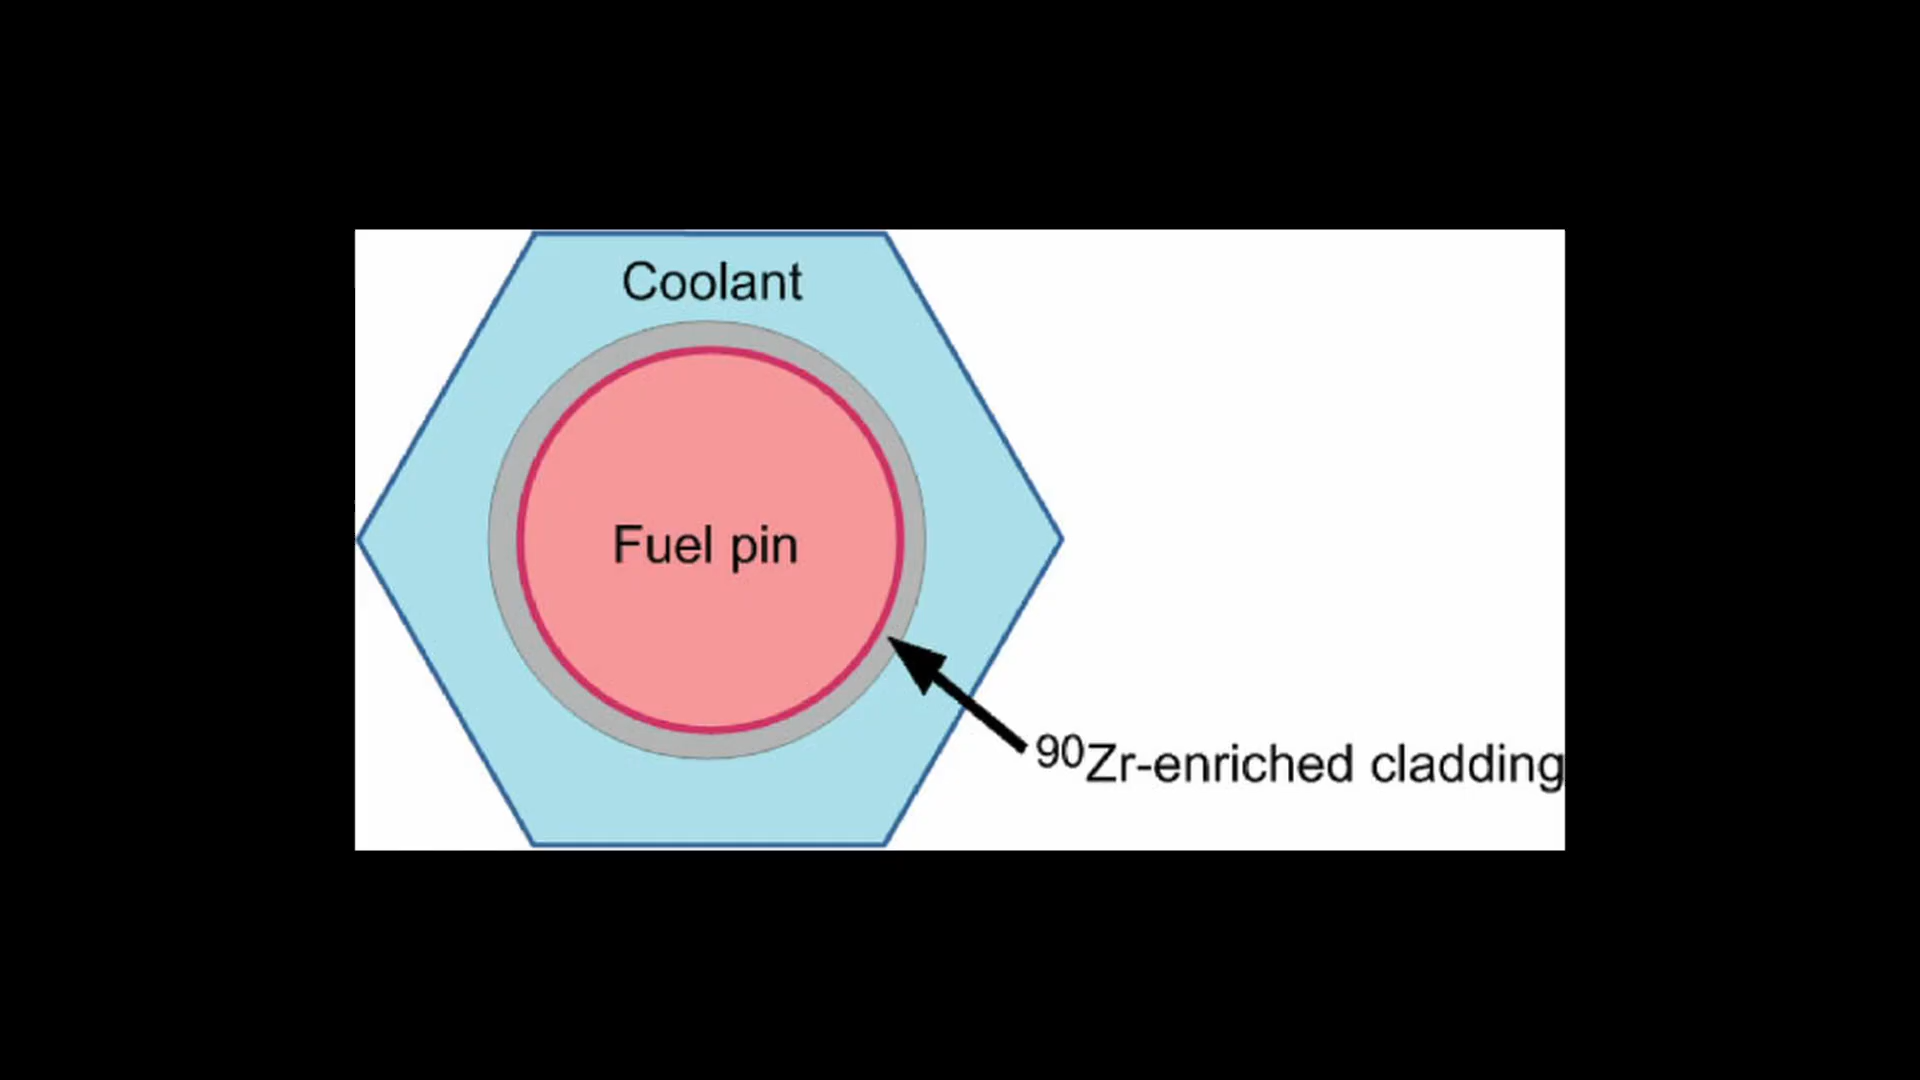 Coolant
Fuel pin
⁹⁰Zr-enriched cladding